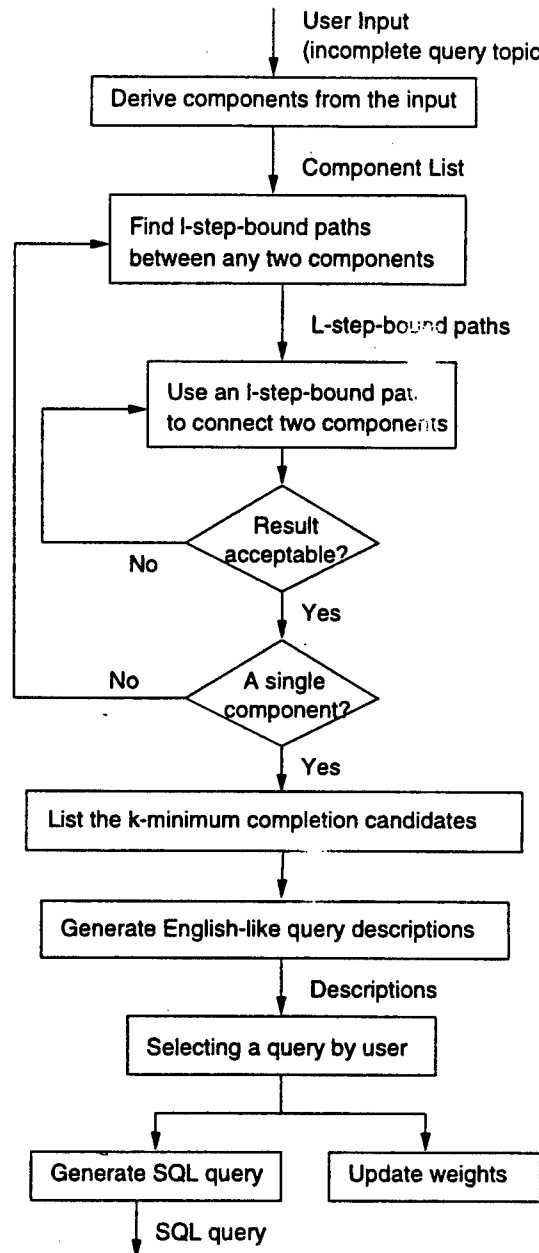 User Input
(incomplete query topic
Derive components from the input
Component List
Find l-step-bound paths
between any two components
L-step-bound paths
Use an l-step-bound pat
to connect two components
Result
acceptable?
No
Yes
A single
component?
No
Yes
List the k-minimum completion candidates
Generate English-like query descriptions
Descriptions
Selecting a query by user
Generate SQL query
Update weights
SQL query